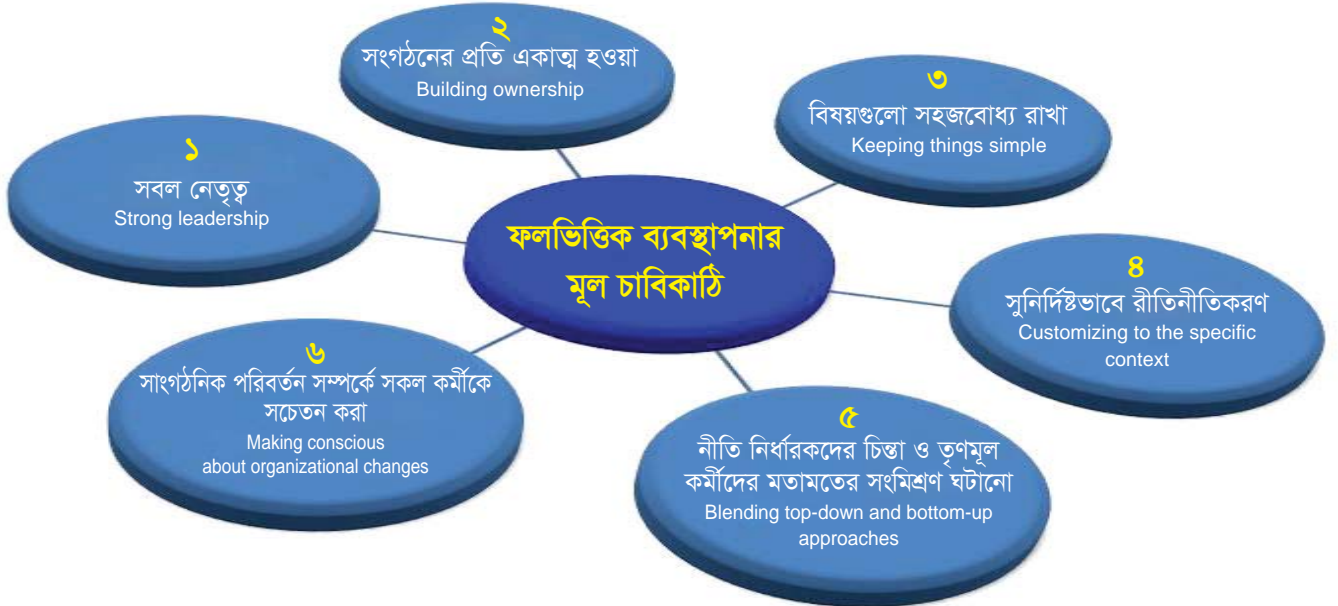 ফলভিত্তিক ব্যবস্থাপনার
মূল চাবিকাঠি
১
সবল নেতৃত্ব
Strong leadership
২
সংগঠনের প্রতি একাত্ম হওয়া
Building ownership
৩
বিষয়গুলো সহজবোধ্য রাখা
Keeping things simple
৪
সুনির্দিষ্টভাবে রীতিনীতিকরণ
Customizing to the specific
context
৫
নীতি নির্ধারকদের চিন্তা ও তৃণমূল
কর্মীদের মতামতের সংমিশ্রণ ঘটানো
Blending top-down and bottom-up
approaches
৬
সাংগঠনিক পরিবর্তন সম্পর্কে সকল কর্মীকে
সচেতন করা
Making conscious
about organizational changes